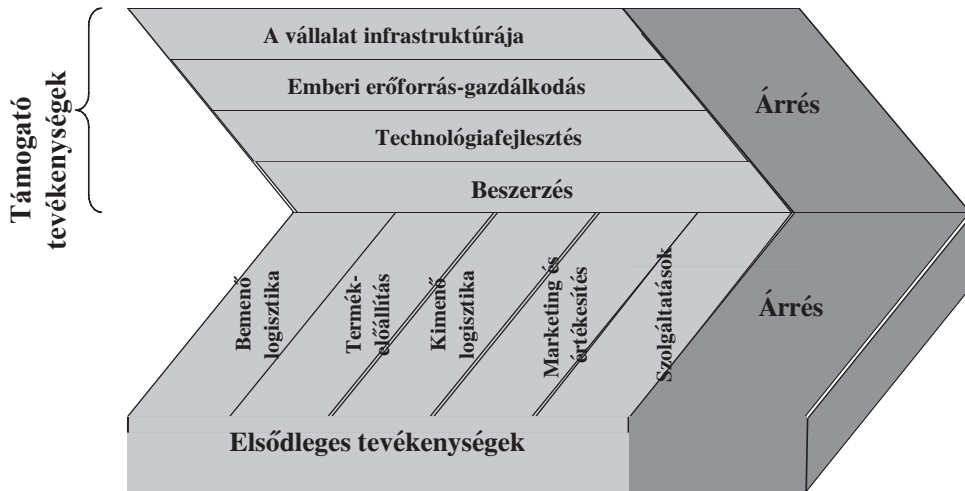 Támogató
tevékenységek
A vállalat infrastruktúrája
Emberi erőforrás-gazdálkodás
Technológiafejlesztés
Beszerzés
Árrés
Bemenő
logisztika
Termék-
előállítás
Kimenő
logisztika
Marketing és
értékesítés
Szolgáltatások
Árrés
Elsődleges tevékenységek